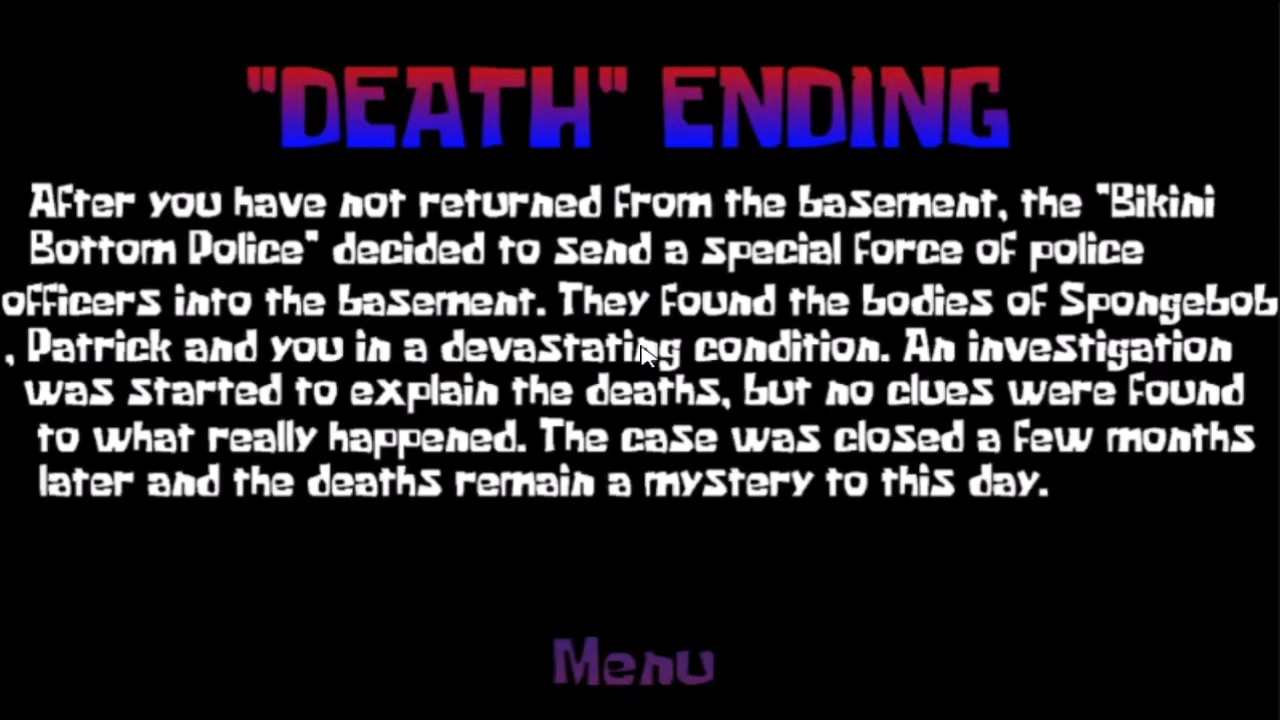 "DEATH" ENDING
After you have not returned from the basement, the "Bikini
Bottom Police" decided to send a special force of police
officers into the basement. They found the bodies of Spongebob
, Patrick and you in a devastating condition. An investigation
was started to explain the deaths, but no clues were found
to what really happened. The case was closed a few months
later and the deaths remain a mystery to this day.
Menu